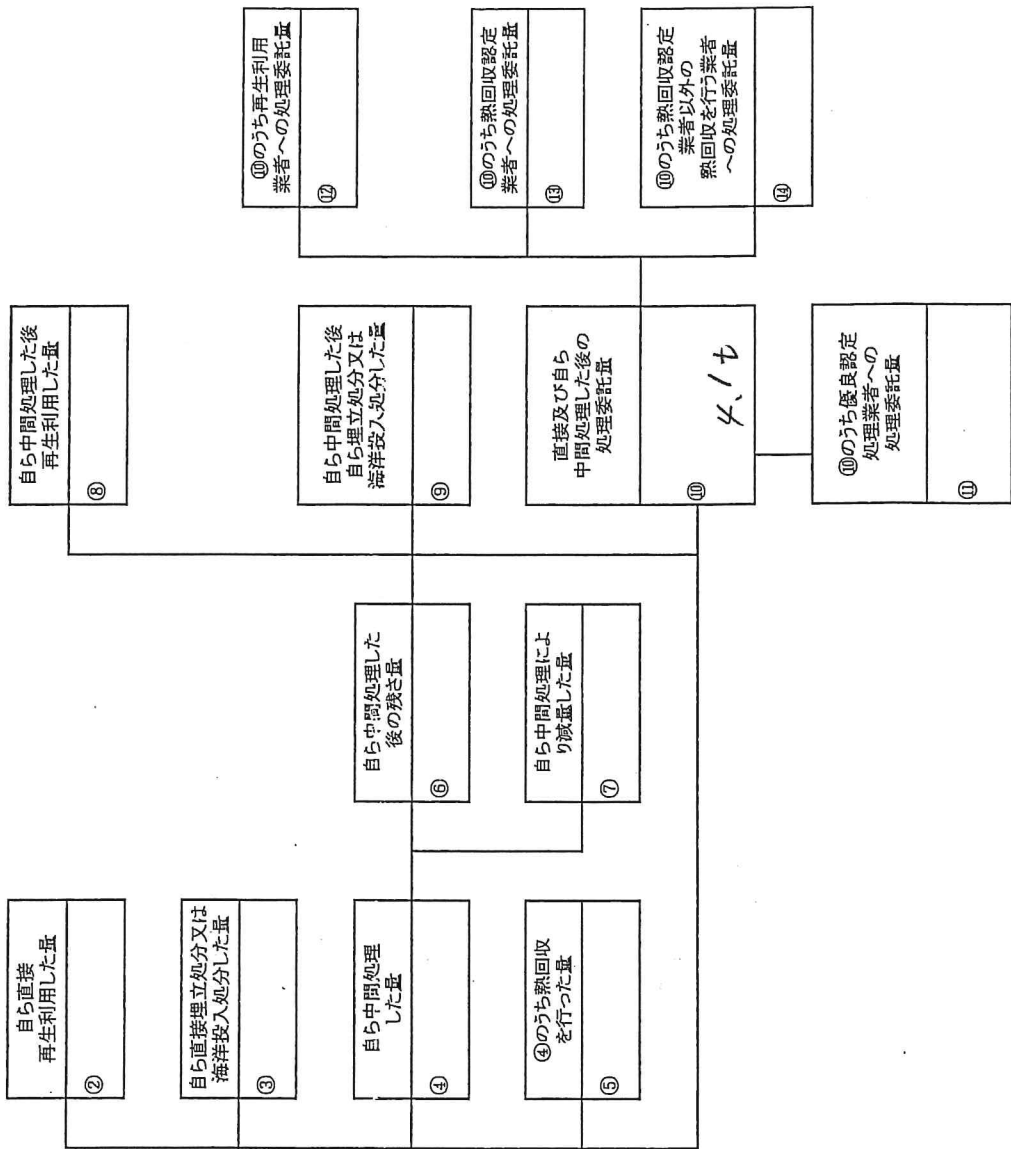 自ら直接
再生利用した量
②
自ら直接埋立処分又は
海洋投入処分した量
③
自ら中間処理
した量
④
④のうち熱回収
を行った量
⑤
自ら中間処理した
後の残さ量
⑥
自ら中間処理によ
り減量した量
⑦
自ら中間処理した後
再生利用した量
⑧
自ら中間処理した後
自ら埋立処分又は
海洋投入処分した量
⑨
直接及び自ら
中間処理した後の
処理委託量
⑩
4、1t
⑩のうち優良認定
処理業者への
処理委託量
⑪
⑩のうち再生利用
業者への処理委託量
⑫
⑩のうち熱回収認定
業者への処理委託量
⑬
⑩のうち熱回収認定
業者以外の
熱回収を行う業者
への処理委託量
⑭